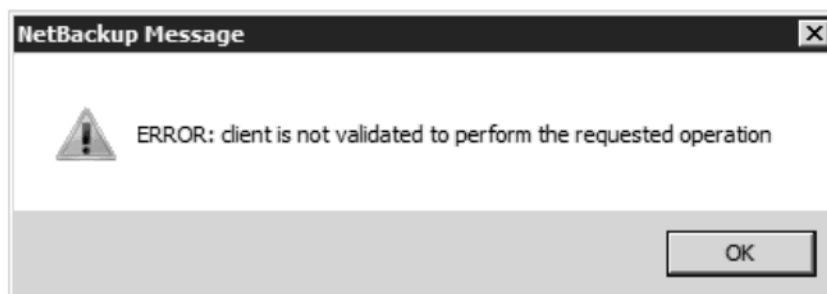 NetBackup Message
ERROR: client is not validated to perform the requested operation
OK